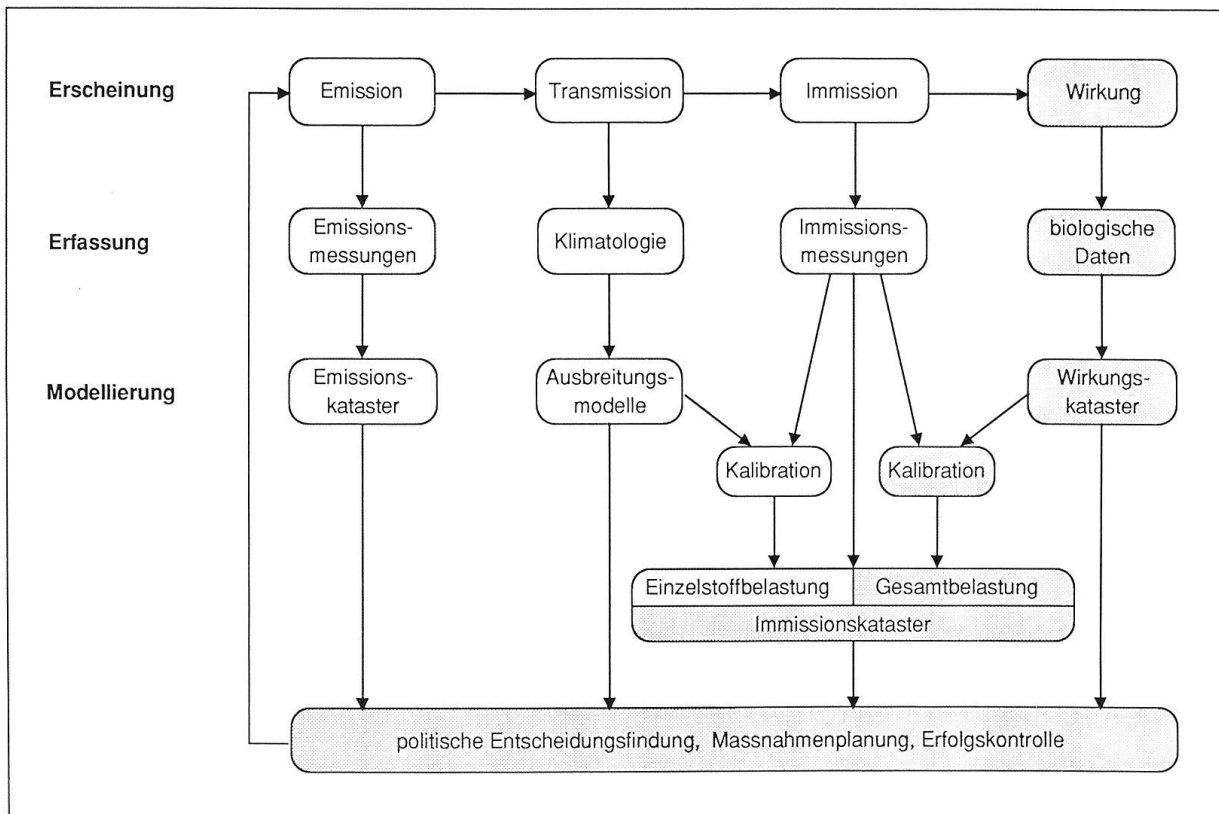 Erscheinung
Emission
Transmission
Immission
Wirkung
Erfassung
Emissions-
messungen
Klimatologie
Immissions-
messungen
biologische
Daten
Modellierung
Emissions-
kataster
Ausbreitungs-
modelle
Wirkungs-
kataster
Kalibration
Kalibration
Einzelstoffbelastung
Gesamtbelastung
Immissionskataster
politische Entscheidungsfindung, Massnahmenplanung, Erfolgskontrolle